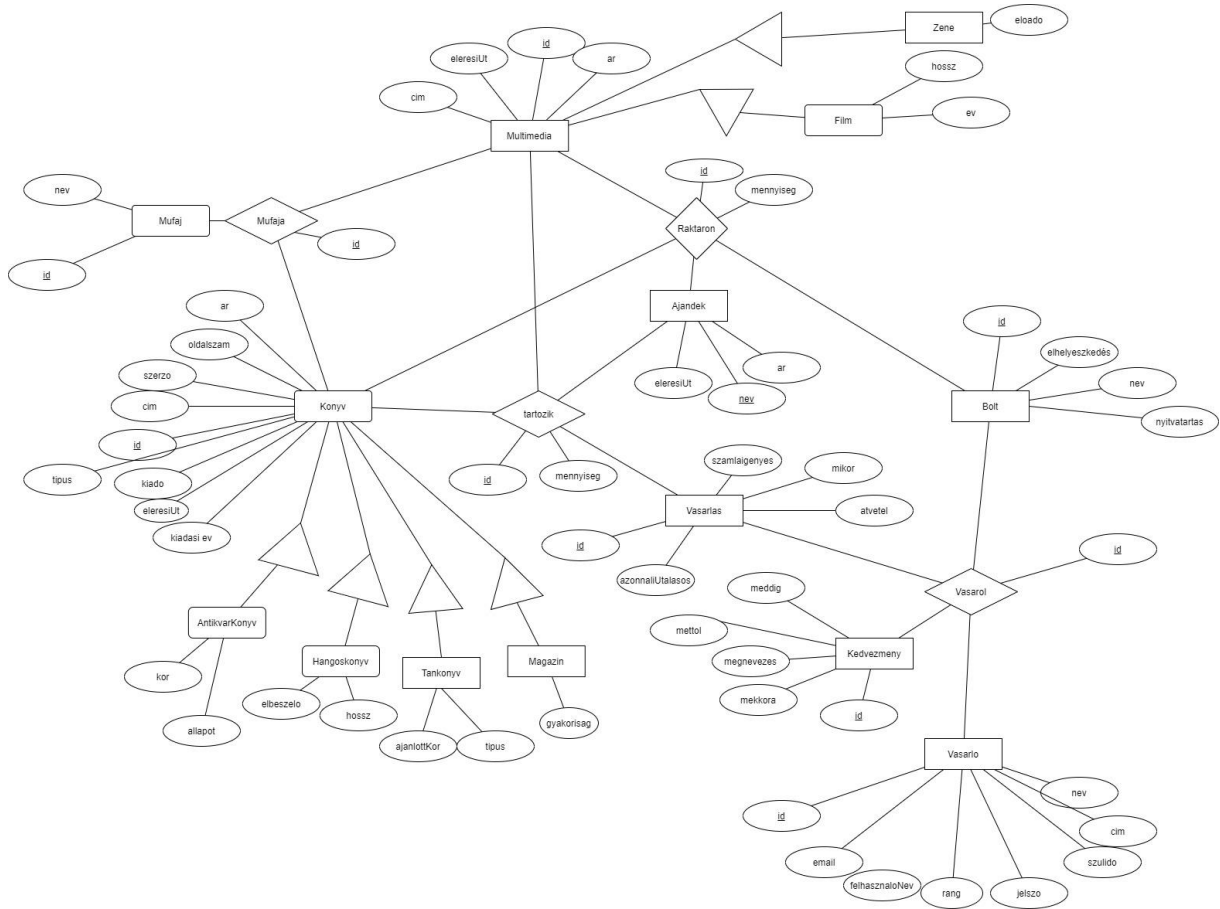 Zene
eloado
eleresiUt
id
ar
hossz
cim
Film
ev
Multimedia
id
mennyiseg
nev
Mufaj
Mufaja
Raktaron
id
id
ar
Ajandek
id
oldalszam
elhelyeszkedés
szerzo
eleresiUt
ar
nev
cim
Konyv
nev
tartozik
Bolt
nyitvatartas
id
tipus
kiado
id
mennyiseg
szamlaigenyes
mikor
eleresiUt
Vasarlas
atvetel
kiadasi ev
id
id
azonnaliUtalasos
meddig
Vasarol
AntikvarKonyv
mettol
Hangoskonyv
Magazin
megnevezes
Kedvezmeny
kor
Tankonyv
mekkora
elbeszelo
hossz
gyakorisag
id
allapot
ajanlottKor
tipus
Vasarlo
nev
id
cim
email
szulido
felhasznaloNev
rang
jelszo